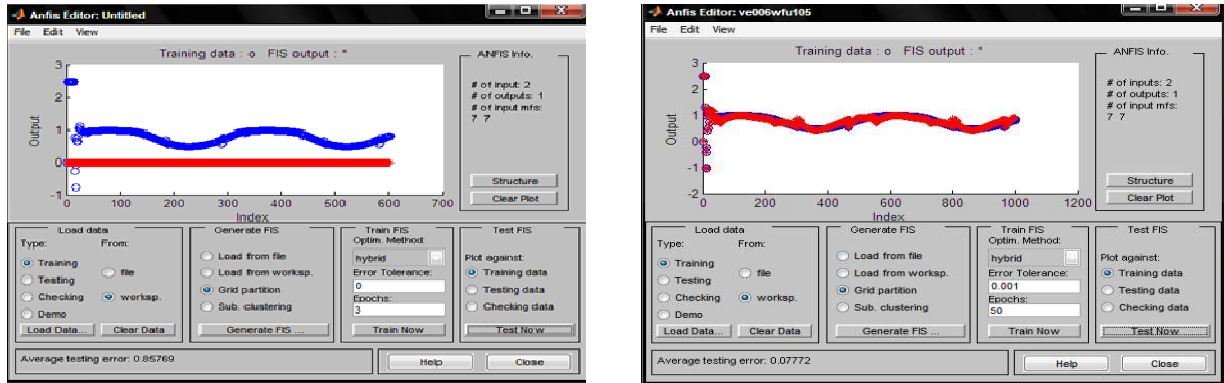 Anfis Editor: Untitled
File Edit View
Training data : o FIS output : *
3
2
1
0
-1
Output
0 100 200 300 400 500 600 700
Index
ANFIS Info.
# of input: 2
# of outputs: 1
# of input mfs:
7 7
Structure
Clear Plot
Load data
Type: From:
Training
Testing
Checking
Demo
file
worksp.
Load Data... Clear Data
Generate FIS
Load from file
Load from worksp.
Grid partition
Sub. clustering
Generate FIS ...
Train FIS
Optim. Method:
hybrid
Error Tolerance:
0
Epochs:
3
Train Now
Test FIS
Plot against:
Training data
Testing data
Checking data
Test Now
Average testing error: 0.85769
Help Close
Anfis Editor: ve006wfu105
File Edit View
Training data : o FIS output : *
3
2
1
0
-1
-2
Output
0 200 400 600 800 1000 1200
Index
ANFIS Info.
# of inputs: 2
# of outputs: 1
# of input mfs:
7 7
Structure
Clear Plot
Load data
Type: From:
Training
Testing
Checking
Demo
file
worksp.
Load Data... Clear Data
Generate FIS
Load from file
Load from worksp.
Grid partition
Sub. clustering
Generate FIS ...
Train FIS
Optim. Method:
hybrid
Error Tolerance:
0.001
Epochs:
50
Train Now
Test FIS
Plot against:
Training data
Testing data
Checking data
Test Now
Average testing error: 0.07772
Help Close